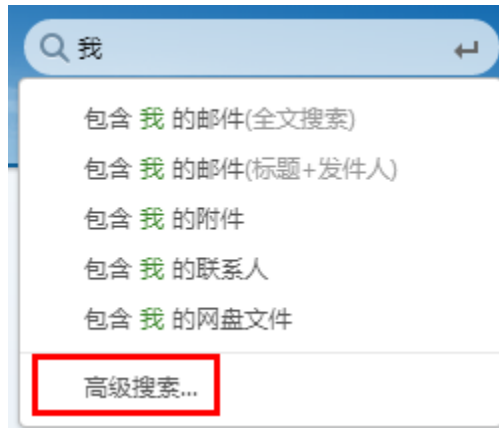 我
包含 我 的邮件(全文搜索)
包含 我 的邮件(标题+发件人)
包含 我 的附件
包含 我 的联系人
包含 我 的网盘文件
高级搜索...